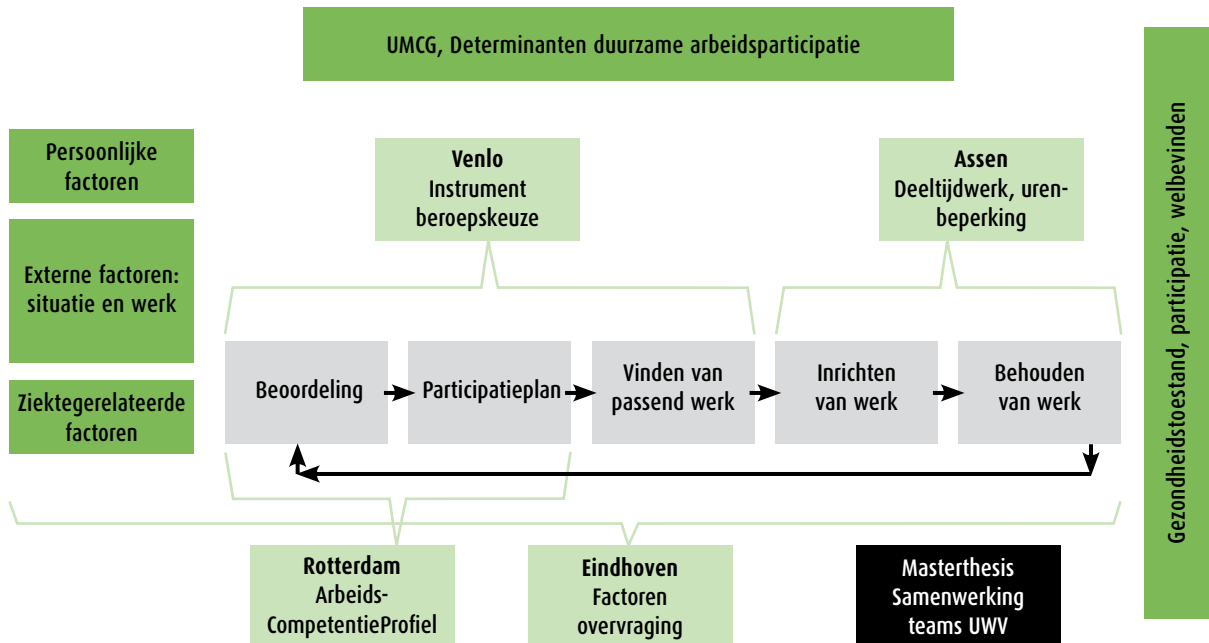 UMCG, Determinanten duurzame arbeidsparticipatie
Persoonlijke
factoren
Externe factoren:
situatie en werk
Ziektegerelateerde
factoren
Venlo
Instrument
beroepskeuze
Assen
Deeltijdwerk, uren-
beperking
Beoordeling
Participatieplan
Vinden van
passend werk
Inrichten
van werk
Behouden
van werk
Rotterdam
Arbeids-
CompetentieProfiel
Eindhoven
Factoren
overvraging
Masterthesis
Samenwerking
teams UWV
Gezondheidstoestand, participatie, welbevinden